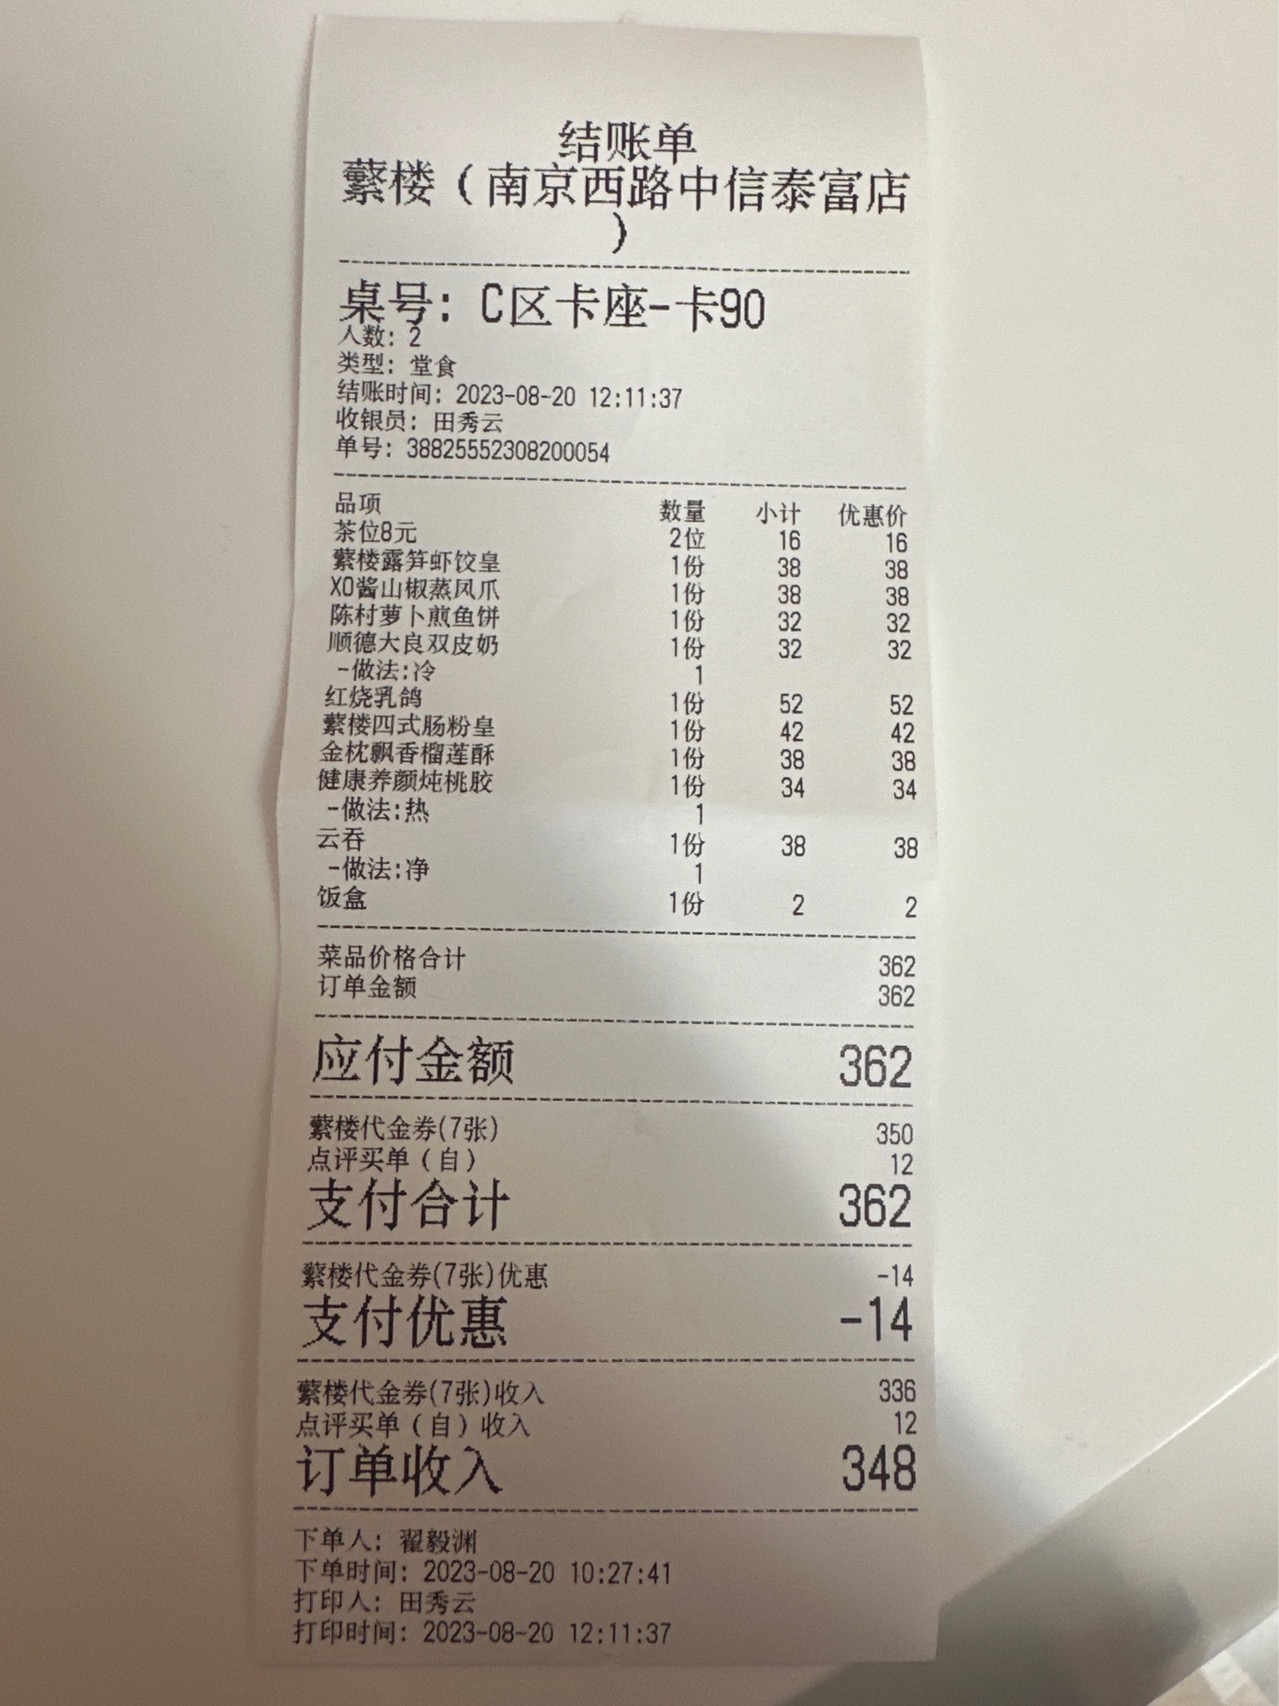 结账单
蘩楼（南京西路中信泰富店
）
桌号：C区卡座-卡90
人数：2
类型：堂食
结账时间：2023-08-20 12:11:37
收银员：田秀云
单号：38825552308200054
品项 数量 小计 优惠价
茶位8元 2位 16 16
蘩楼露笋虾饺皇 1份 38 38
XO酱山椒蒸凤爪 1份 38 38
陈村萝卜煎鱼饼 1份 32 32
顺德大良双皮奶 1份 32 32
-做法:冷 1
红烧乳鸽 1份 52 52
蘩楼四式肠粉皇 1份 42 42
金枕飘香榴莲酥 1份 38 38
健康养颜炖桃胶 1份 34 34
-做法:热 1
云吞 1份 38 38
-做法:净 1
饭盒 1份 2 2
菜品价格合计 362
订单金额 362
应付金额 362
蘩楼代金券(7张) 350
点评买单（自） 12
支付合计 362
蘩楼代金券(7张)优惠 -14
支付优惠 -14
蘩楼代金券(7张)收入 336
点评买单（自）收入 12
订单收入 348
下单人：翟毅渊
下单时间：2023-08-20 10:27:41
打印人：田秀云
打印时间：2023-08-20 12:11:37